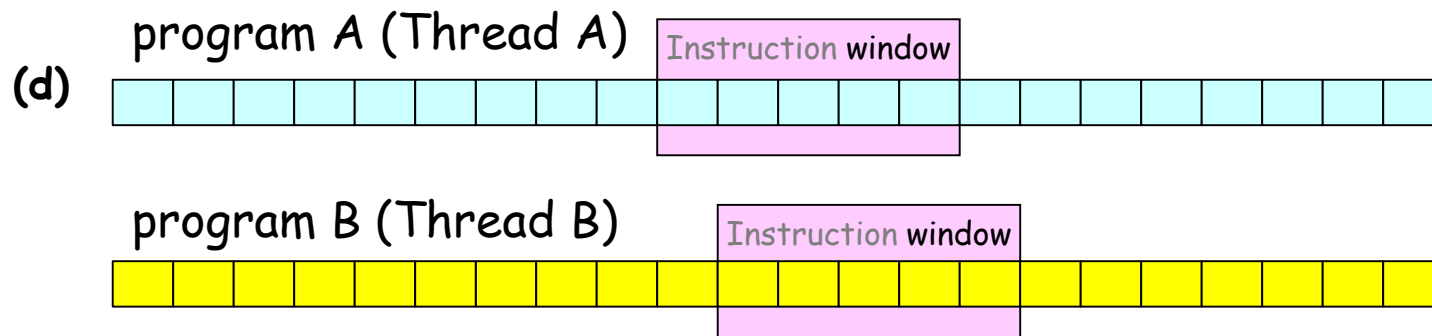 program A (Thread A)
Instruction window
(d)
program B (Thread B)
Instruction window